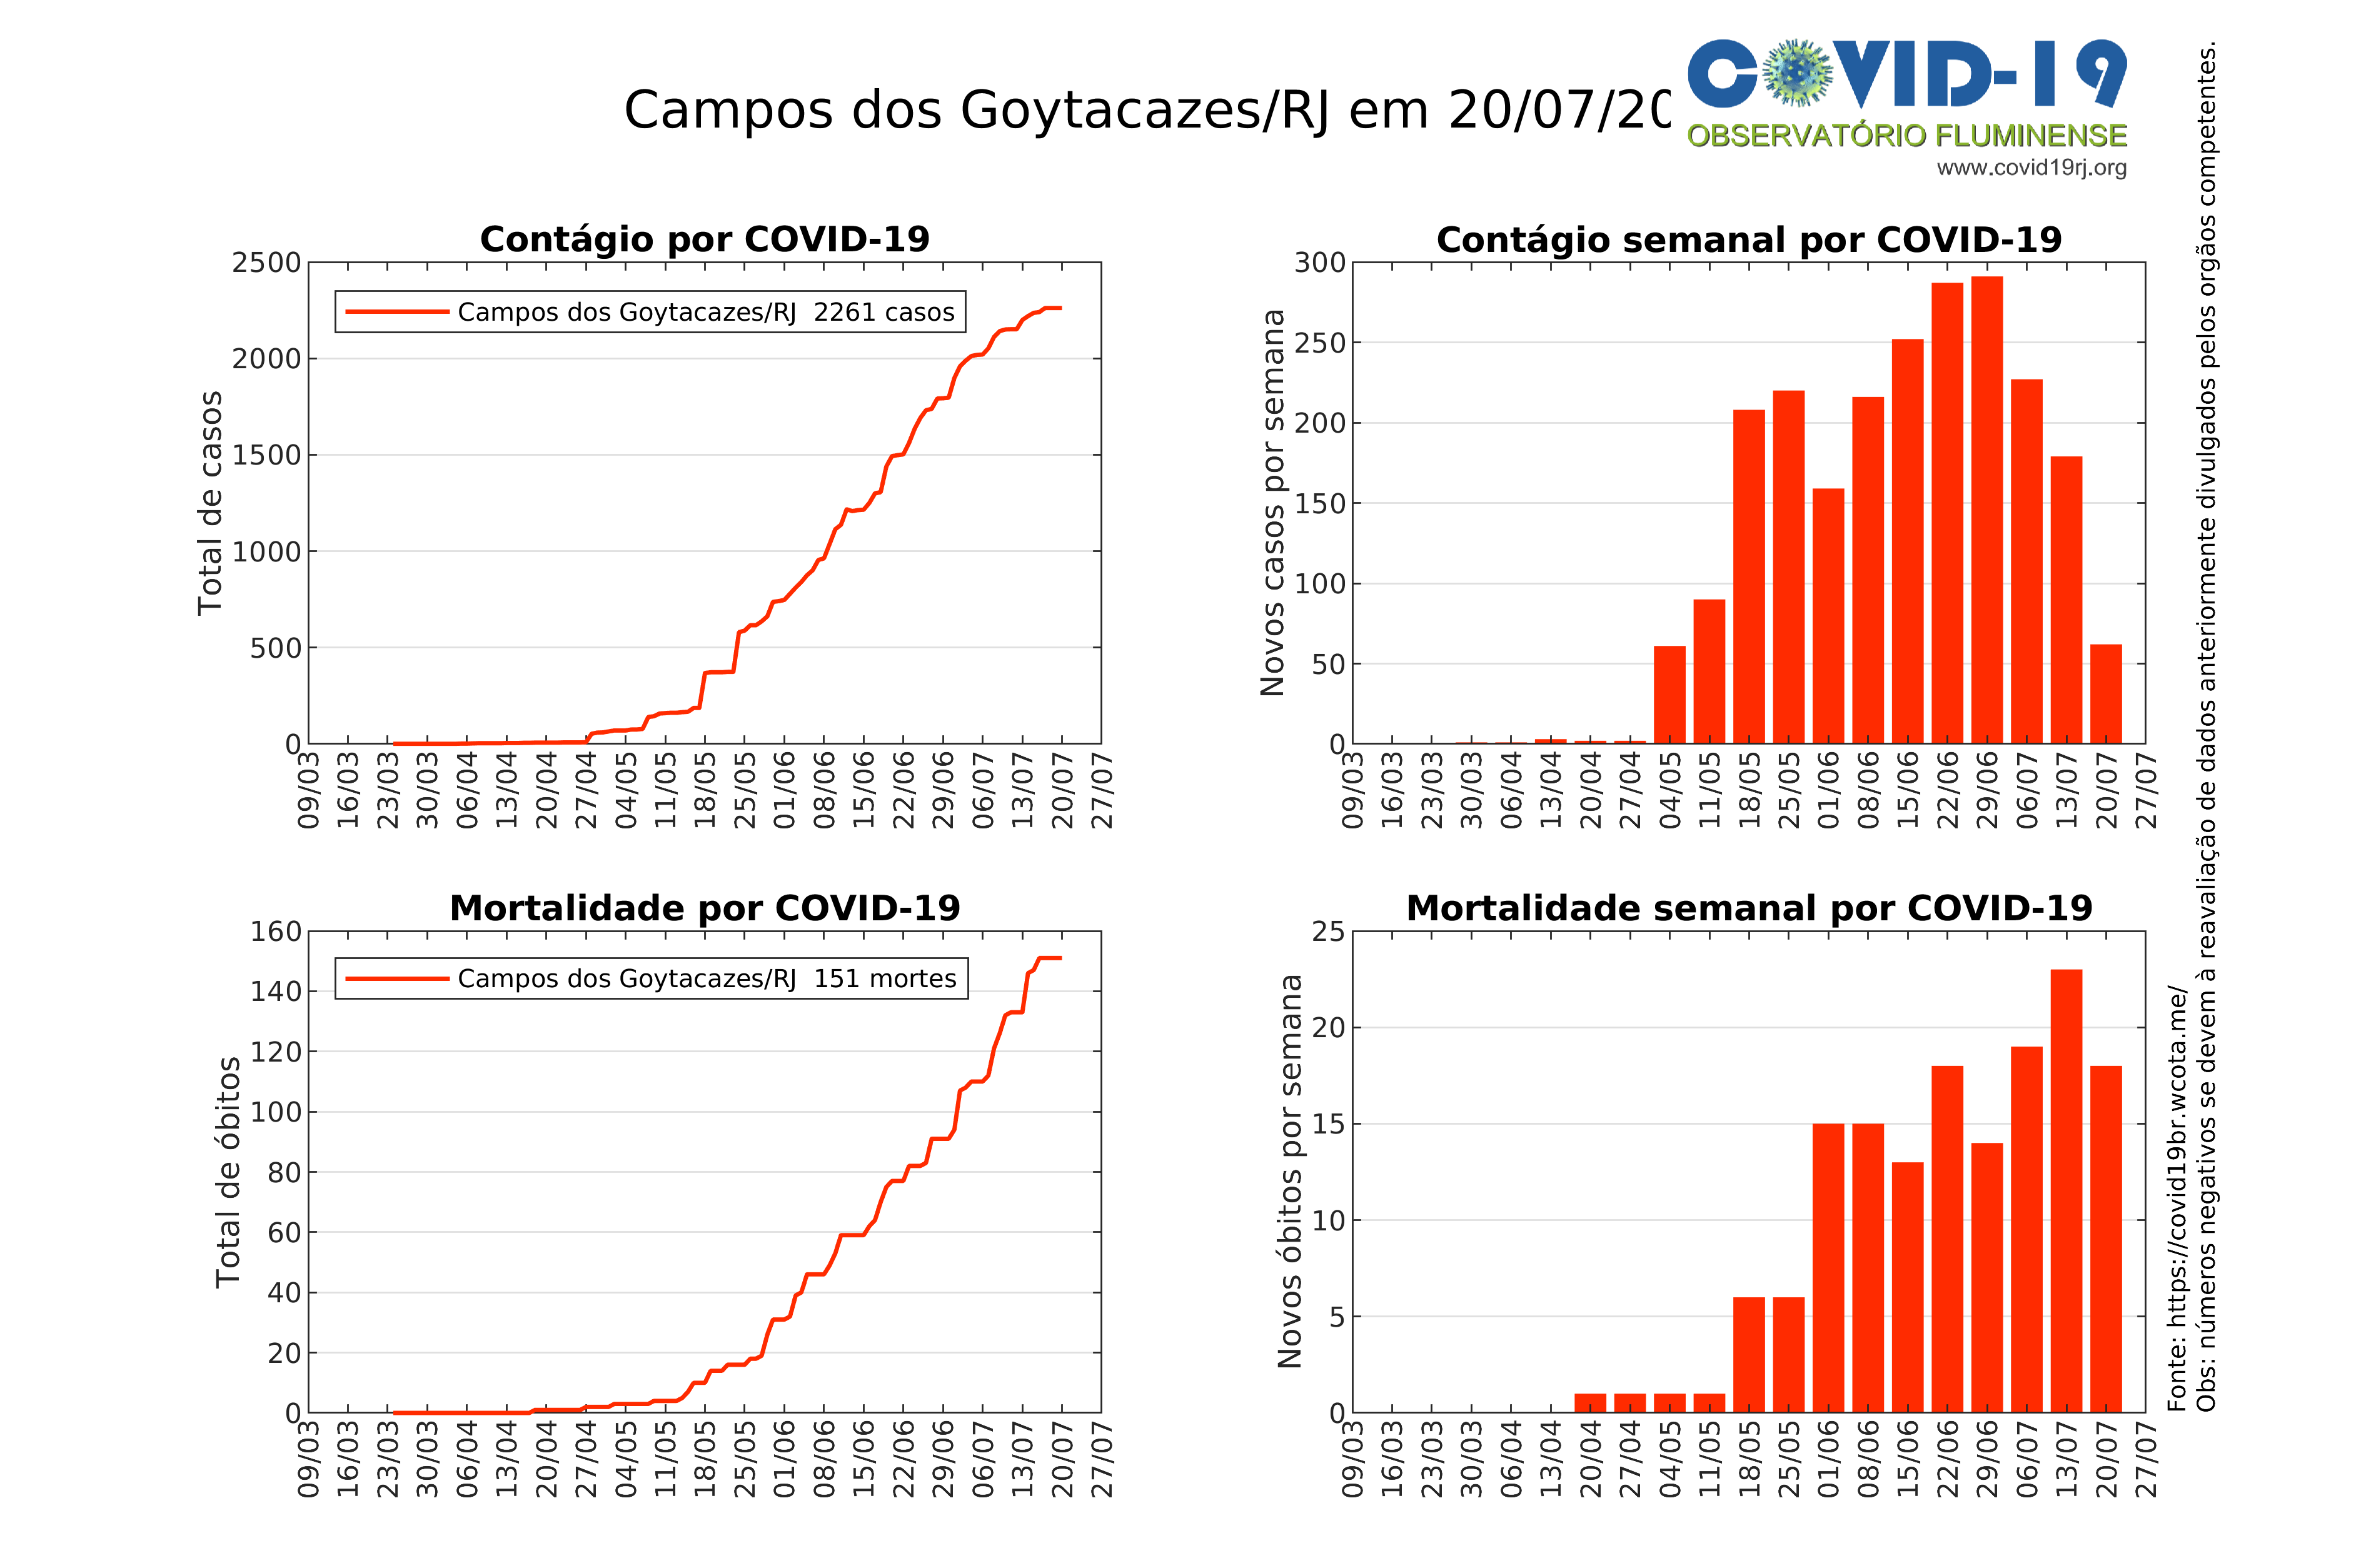 Campos dos Goytacazes/RJ em 20/07/20
COVID-19
OBSERVATÓRIO FLUMINENSE
www.covid19rj.org
Contágio por COVID-19
Total de casos
2500
2000
1500
1000
500
0
Campos dos Goytacazes/RJ 2261 casos
09/03 16/03 23/03 30/03 06/04 13/04 20/04 27/04 04/05 11/05 18/05 25/05 01/06 08/06 15/06 22/06 29/06 06/07 13/07 20/07 27/07
Contágio semanal por COVID-19
Novos casos por semana
300
250
200
150
100
50
0
09/03 16/03 23/03 30/03 06/04 13/04 20/04 27/04 04/05 11/05 18/05 25/05 01/06 08/06 15/06 22/06 29/06 06/07 13/07 20/07 27/07
Mortalidade por COVID-19
Total de óbitos
160
140
120
100
80
60
40
20
0
Campos dos Goytacazes/RJ 151 mortes
09/03 16/03 23/03 30/03 06/04 13/04 20/04 27/04 04/05 11/05 18/05 25/05 01/06 08/06 15/06 22/06 29/06 06/07 13/07 20/07 27/07
Mortalidade semanal por COVID-19
Novos óbitos por semana
25
20
15
10
5
0
09/03 16/03 23/03 30/03 06/04 13/04 20/04 27/04 04/05 11/05 18/05 25/05 01/06 08/06 15/06 22/06 29/06 06/07 13/07 20/07 27/07
Fonte: https://covid19br.wcota.me/
Obs: números negativos se devem à reavaliação de dados anteriormente divulgados pelos orgãos competentes.